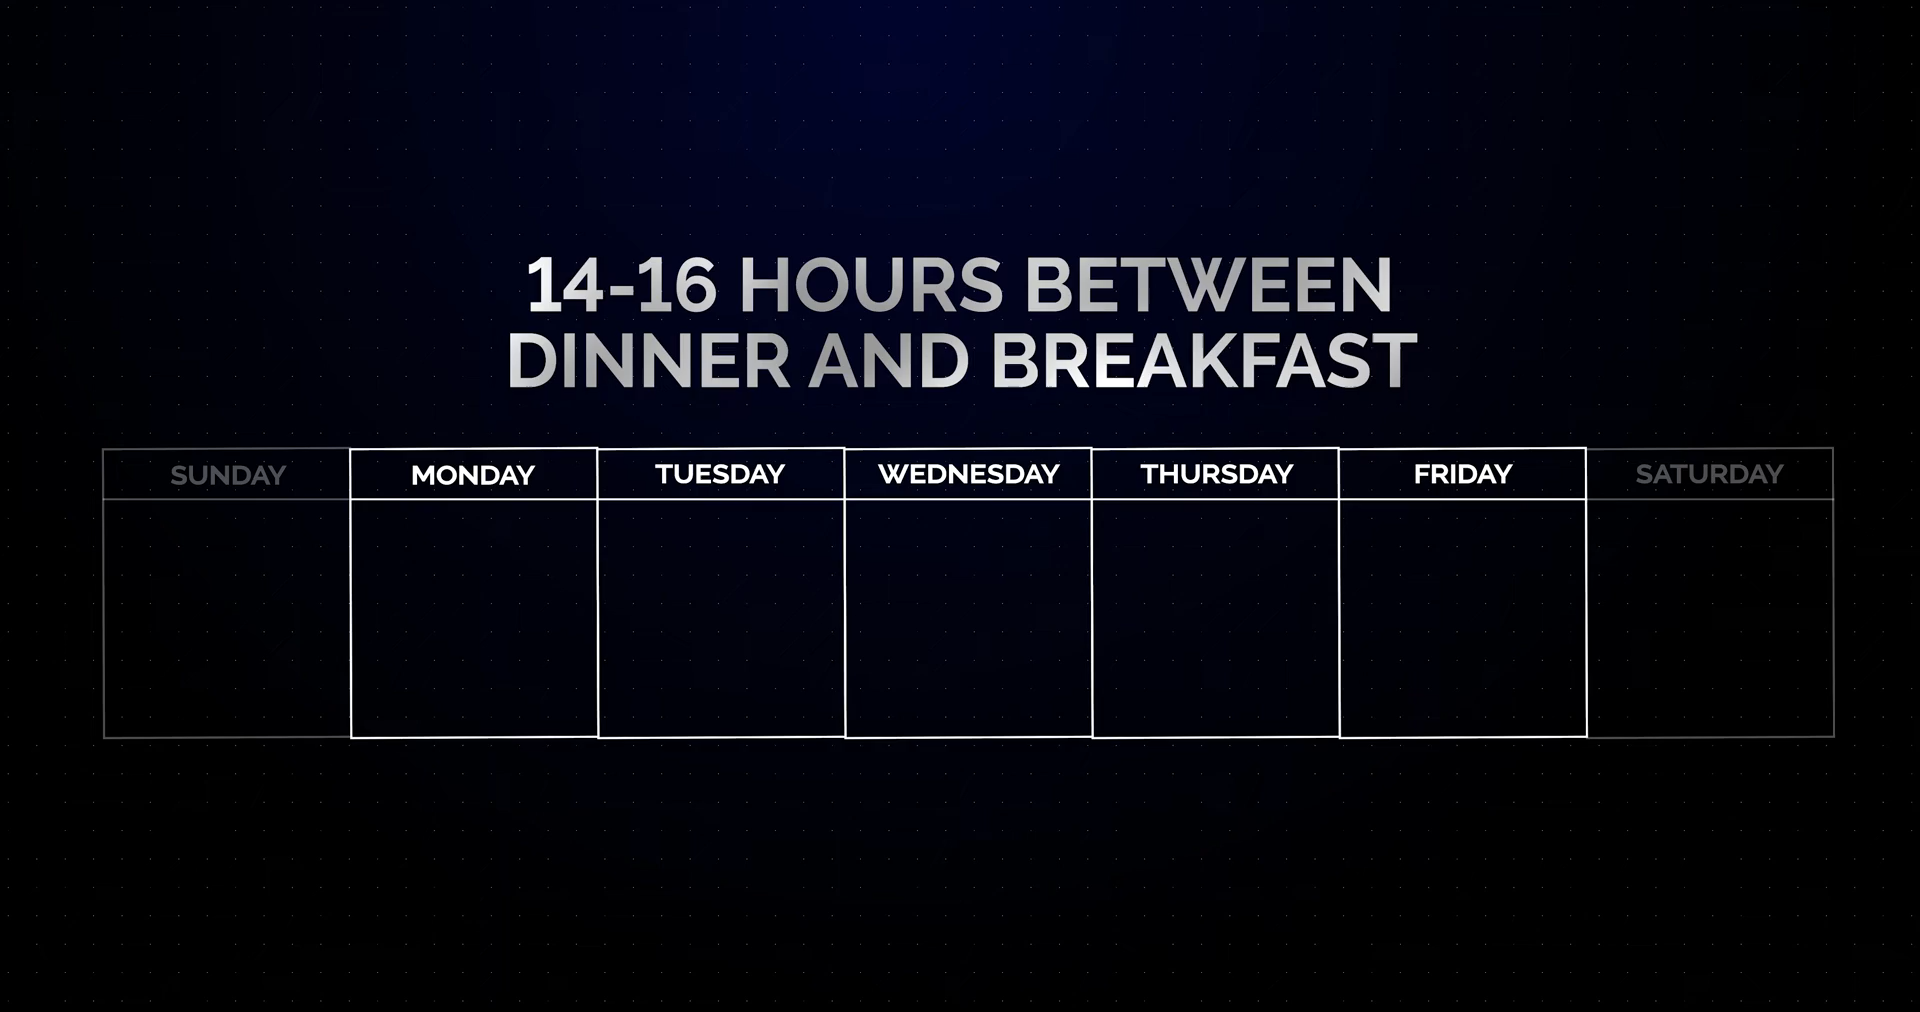 14-16 HOURS BETWEEN
DINNER AND BREAKFAST
SUNDAY MONDAY TUESDAY WEDNESDAY THURSDAY FRIDAY SATURDAY